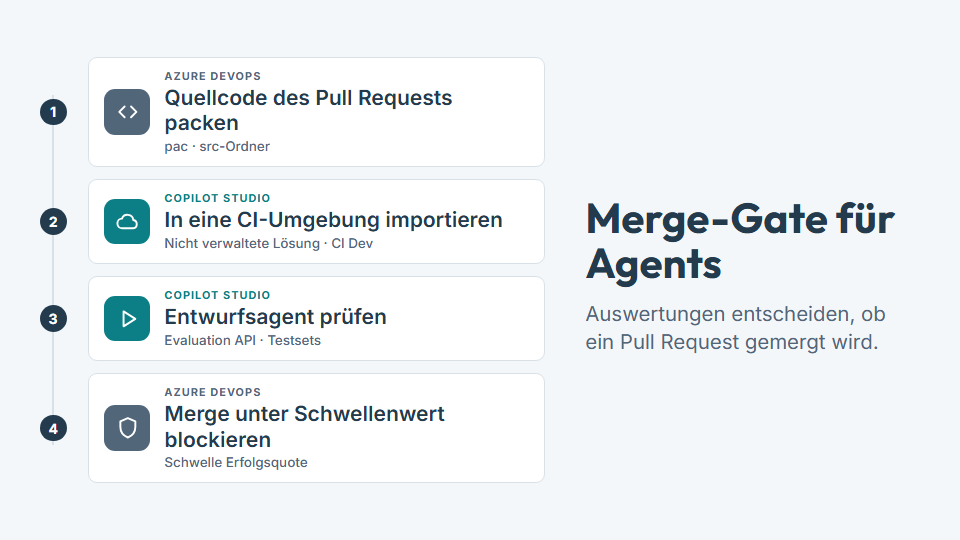 1
AZURE DEVOPS
Quellcode des Pull Requests
packen
pac · src-Ordner
2
COPILOT STUDIO
In eine CI-Umgebung importieren
Nicht verwaltete Lösung · CI Dev
3
COPILOT STUDIO
Entwurfsagent prüfen
Evaluation API · Testsets
4
AZURE DEVOPS
Merge unter Schwellenwert
blockieren
Schwelle Erfolgsquote
Merge-Gate für
Agents
Auswertungen entscheiden, ob
ein Pull Request gemergt wird.